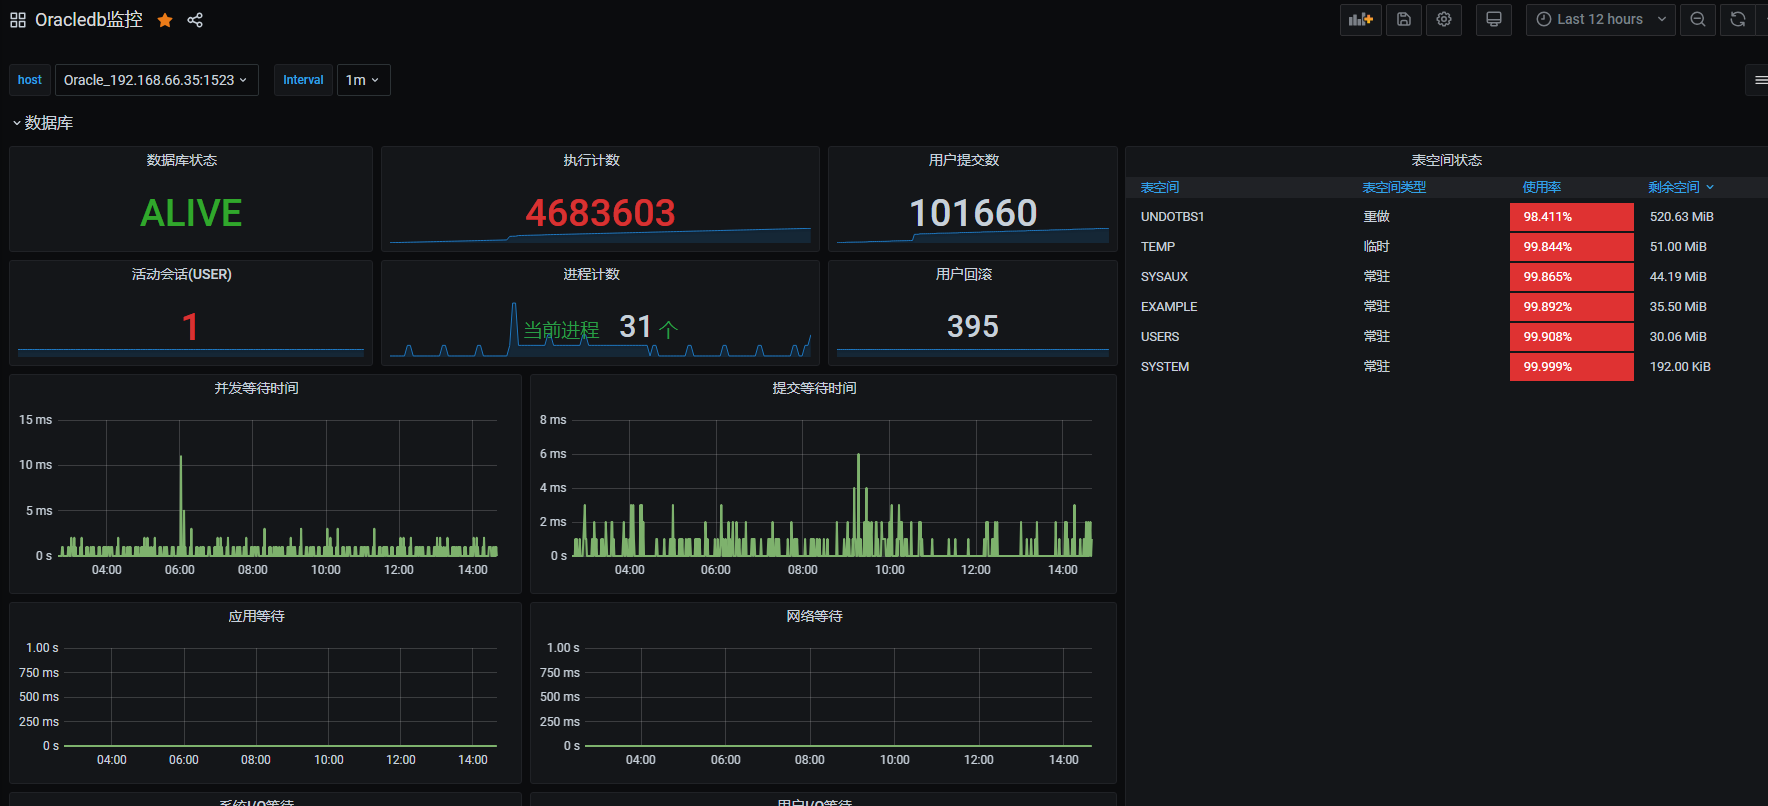 Oracledb监控
Last 12 hours
host Oracle_192.168.66.35:1523 Interval 1m
数据库
数据库状态
ALIVE
执行计数
4683603
用户提交数
101660
活动会话(USER)
1
进程计数
当前进程 31 个
用户回滚
395
表空间状态
表空间 表空间类型 使用率 剩余空间
UNDOTBS1 重做 98.411% 520.63 MiB
TEMP 临时 99.844% 51.00 MiB
SYSAUX 常驻 99.865% 44.19 MiB
EXAMPLE 常驻 99.892% 35.50 MiB
USERS 常驻 99.908% 30.06 MiB
SYSTEM 常驻 99.999% 192.00 KiB
并发等待时间
15 ms
10 ms
5 ms
0 s
04:00 06:00 08:00 10:00 12:00 14:00
提交等待时间
8 ms
6 ms
4 ms
2 ms
0 s
04:00 06:00 08:00 10:00 12:00 14:00
应用等待
1.00 s
750 ms
500 ms
250 ms
0 s
04:00 06:00 08:00 10:00 12:00 14:00
网络等待
1.00 s
750 ms
500 ms
250 ms
0 s
04:00 06:00 08:00 10:00 12:00 14:00
系统I/O等待
用户I/O等待